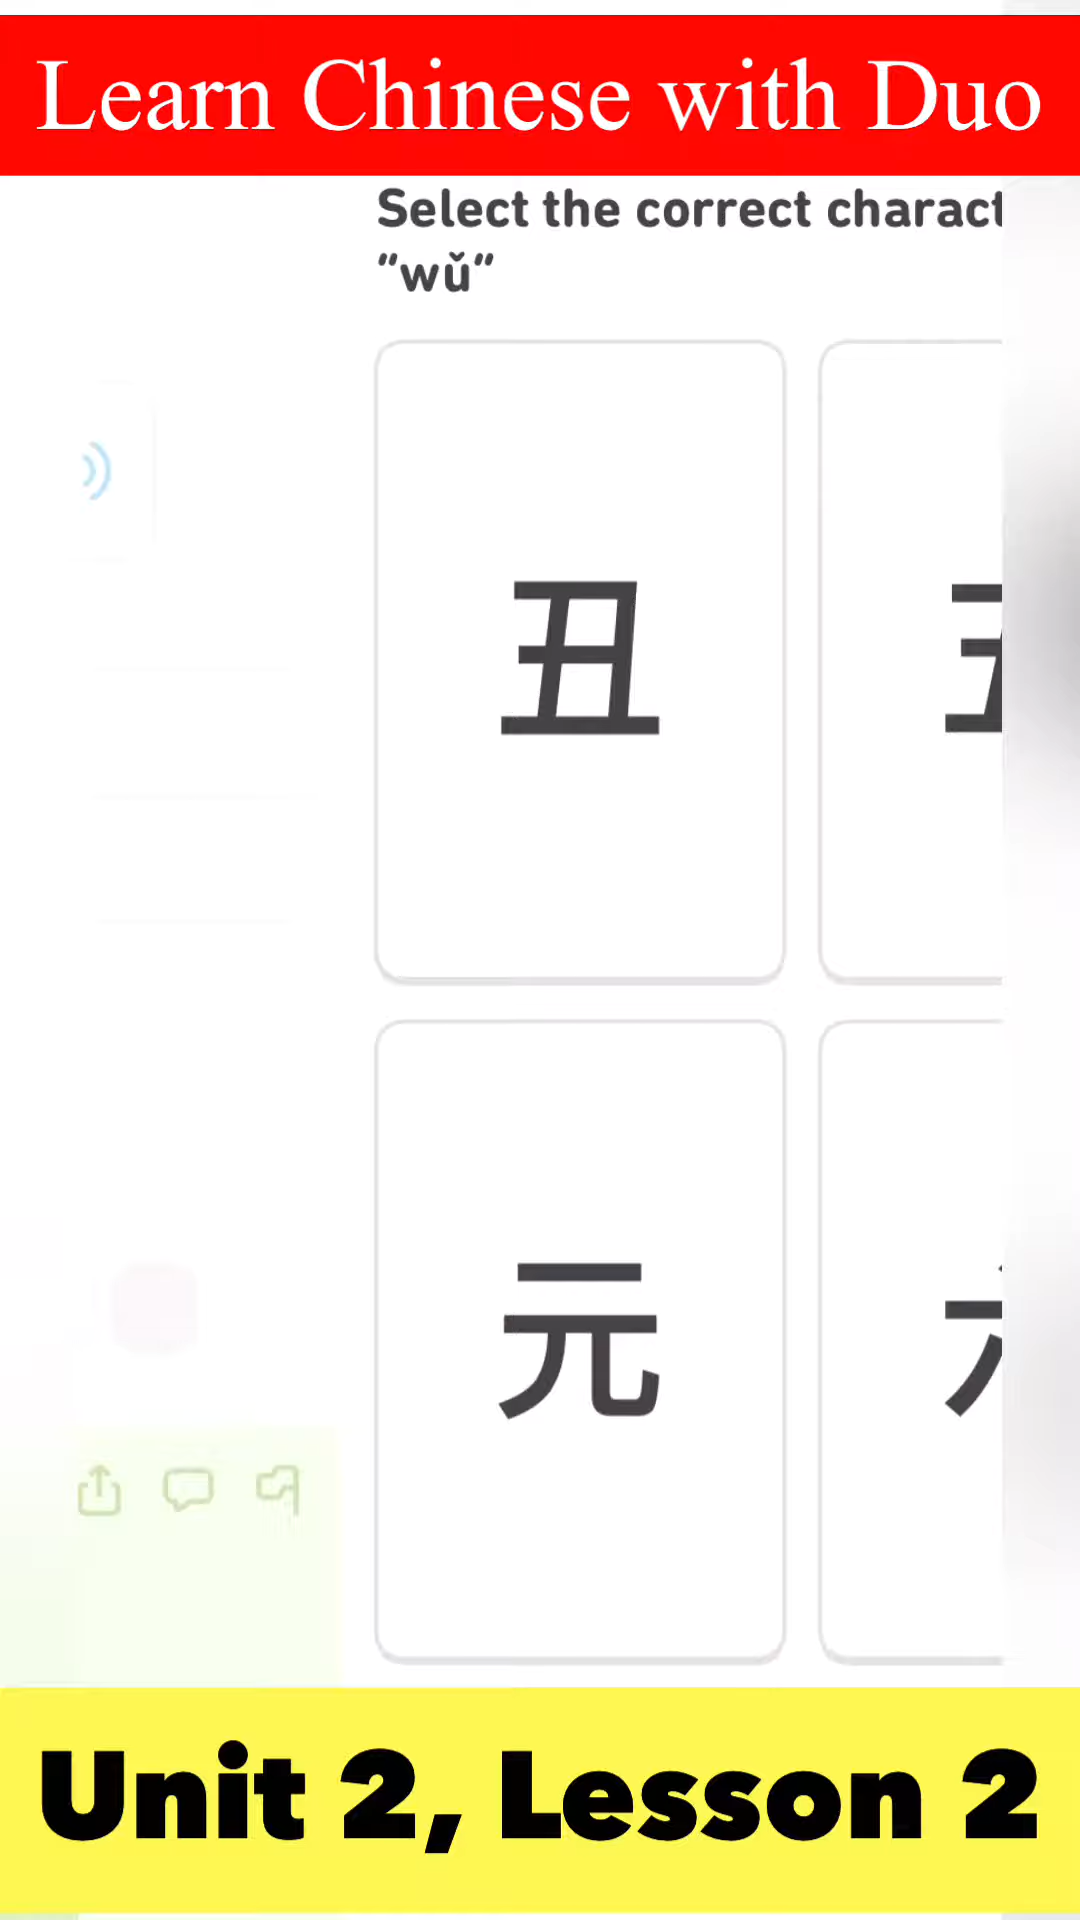 Learn Chinese with Duo
Select the correct charact
"wǔ"
丑
元
Unit 2, Lesson 2